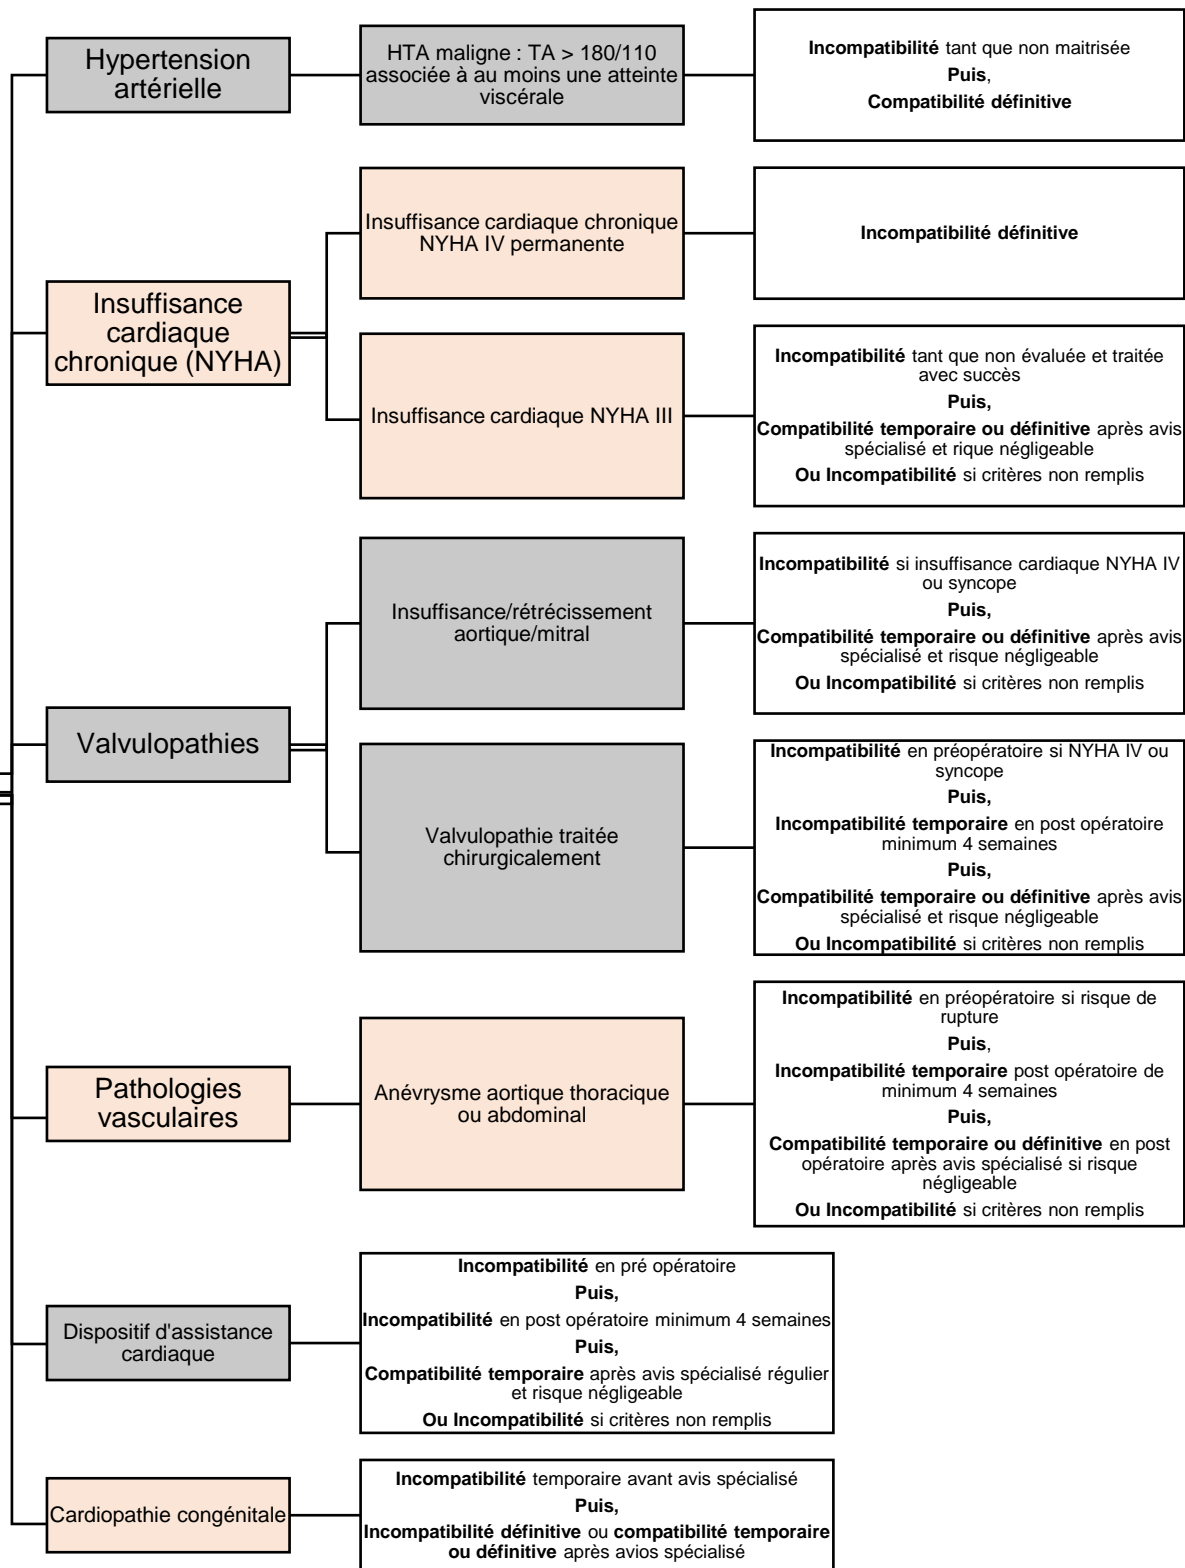 Hypertension
artérielle
HTA maligne : TA > 180/110
associée à au moins une atteinte
viscérale
Incompatibilité tant que non maitrisée
Puis,
Compatibilité définitive
Insuffisance
cardiaque
chronique (NYHA)
Insuffisance cardiaque chronique
NYHA IV permanente
Incompatibilité définitive
Insuffisance cardiaque NYHA III
Incompatibilité tant que non évaluée et traitée
avec succès
Puis,
Compatibilité temporaire ou définitive après avis
spécialisé et rique négligeable
Ou Incompatibilité si critères non remplis
Valvulopathies
Insuffisance/rétrécissement
aortique/mitral
Incompatibilité si insuffisance cardiaque NYHA IV
ou syncope
Puis,
Compatibilité temporaire ou définitive après avis
spécialisé et risque négligeable
Ou Incompatibilité si critères non remplis
Valvulopathie traitée
chirurgicalement
Incompatibilité en préopératoire si NYHA IV ou
syncope
Puis,
Incompatibilité temporaire en post opératoire
minimum 4 semaines
Puis,
Compatibilité temporaire ou définitive après avis
spécialisé et risque négligeable
Ou Incompatibilité si critères non remplis
Pathologies
vasculaires
Anévrysme aortique thoracique
ou abdominal
Incompatibilité en préopératoire si risque de
rupture
Puis,
Incompatibilité temporaire post opératoire de
minimum 4 semaines
Puis,
Compatibilité temporaire ou définitive en post
opératoire après avis spécialisé si risque
négligeable
Ou Incompatibilité si critères non remplis
Dispositif d'assistance
cardiaque
Incompatibilité en pré opératoire
Puis,
Incompatibilité en post opératoire minimum 4 semaines
Puis,
Compatibilité temporaire après avis spécialisé régulier
et risque négligeable
Ou Incompatibilité si critères non remplis
Cardiopathie congénitale
Incompatibilité temporaire avant avis spécialisé
Puis,
Incompatibilité définitive ou compatibilité temporaire
ou définitive après avios spécialisé